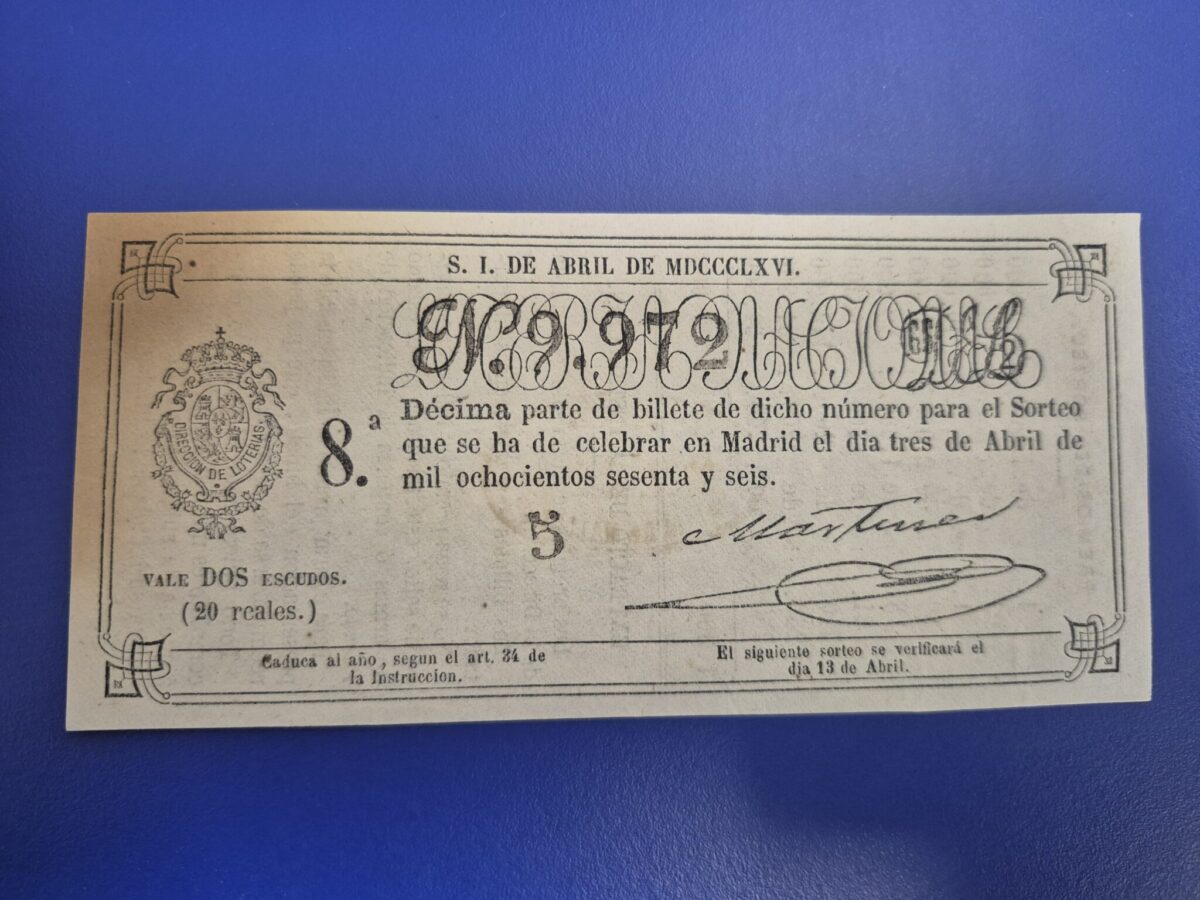 S. I. DE ABRIL DE MDCCCLXVI.
N. 9.972
8.ª
Décima parte de billete de dicho número para el Sorteo
que se ha de celebrar en Madrid el dia tres de Abril de
mil ochocientos sesenta y seis.
DIRECCION DE LOTERIAS
5
VALE DOS ESCUDOS.
(20 reales.)
Caduca al año, segun el art. 34 de
la Instruccion.
El siguiente sorteo se verificará el
dia 13 de Abril.